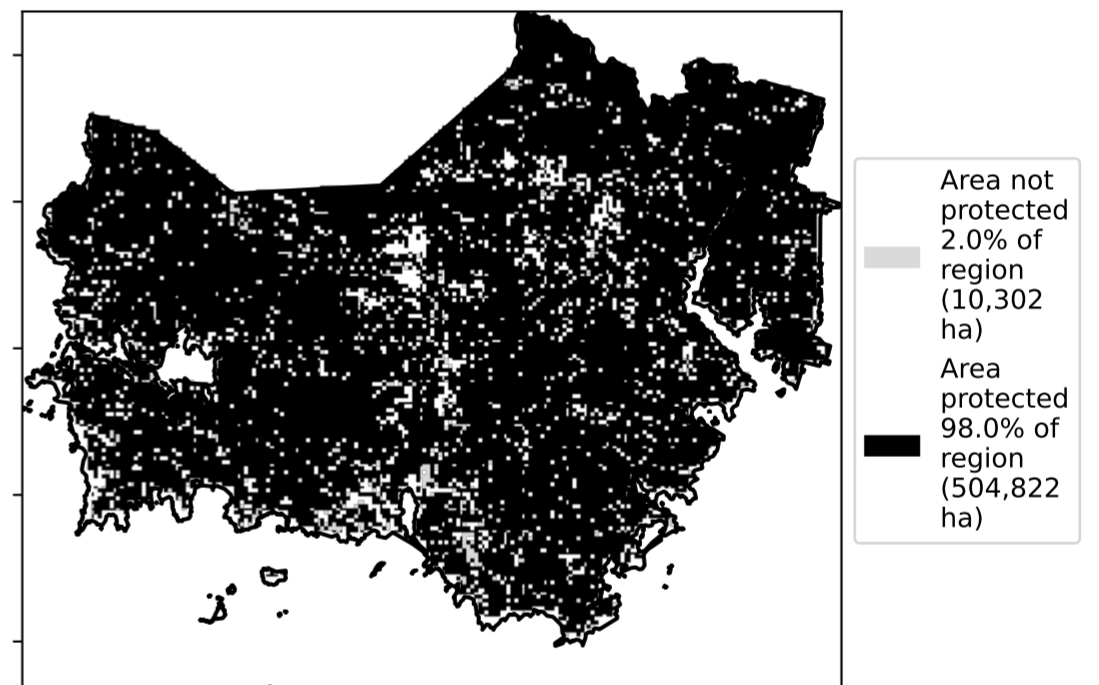 Area not
protected
2.0% of
region
(10,302
ha)
Area
protected
98.0% of
region
(504,822
ha)